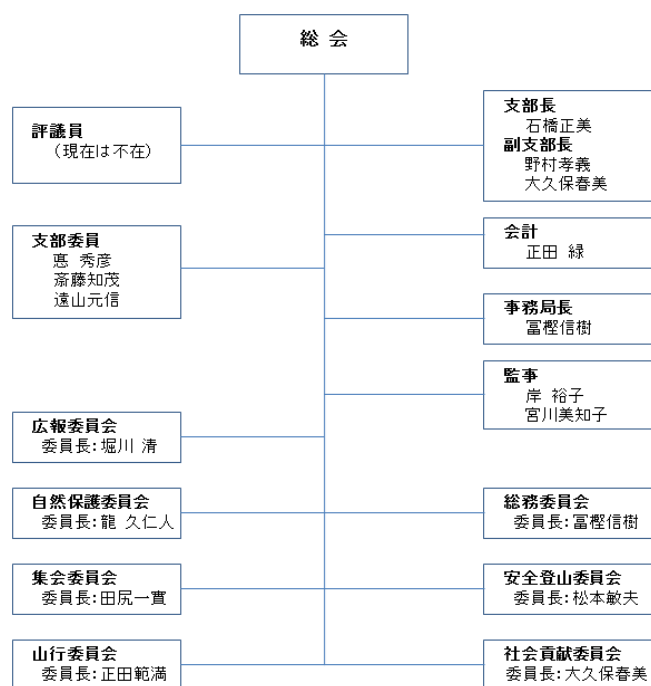 総 会
評議員
(現在は不在)
支部長
石橋正美
副支部長
野村孝義
大久保春美
支部委員
悳 秀彦
斎藤知茂
遠山元信
会計
正田 緑
事務局長
冨樫信樹
監事
岸 裕子
宮川美知子
広報委員会
委員長:堀川 清
自然保護委員会
委員長:龍 久仁人
総務委員会
委員長:冨樫信樹
集会委員会
委員長:田尻一實
安全登山委員会
委員長:松本敏夫
山行委員会
委員長:正田範満
社会貢献委員会
委員長:大久保春美